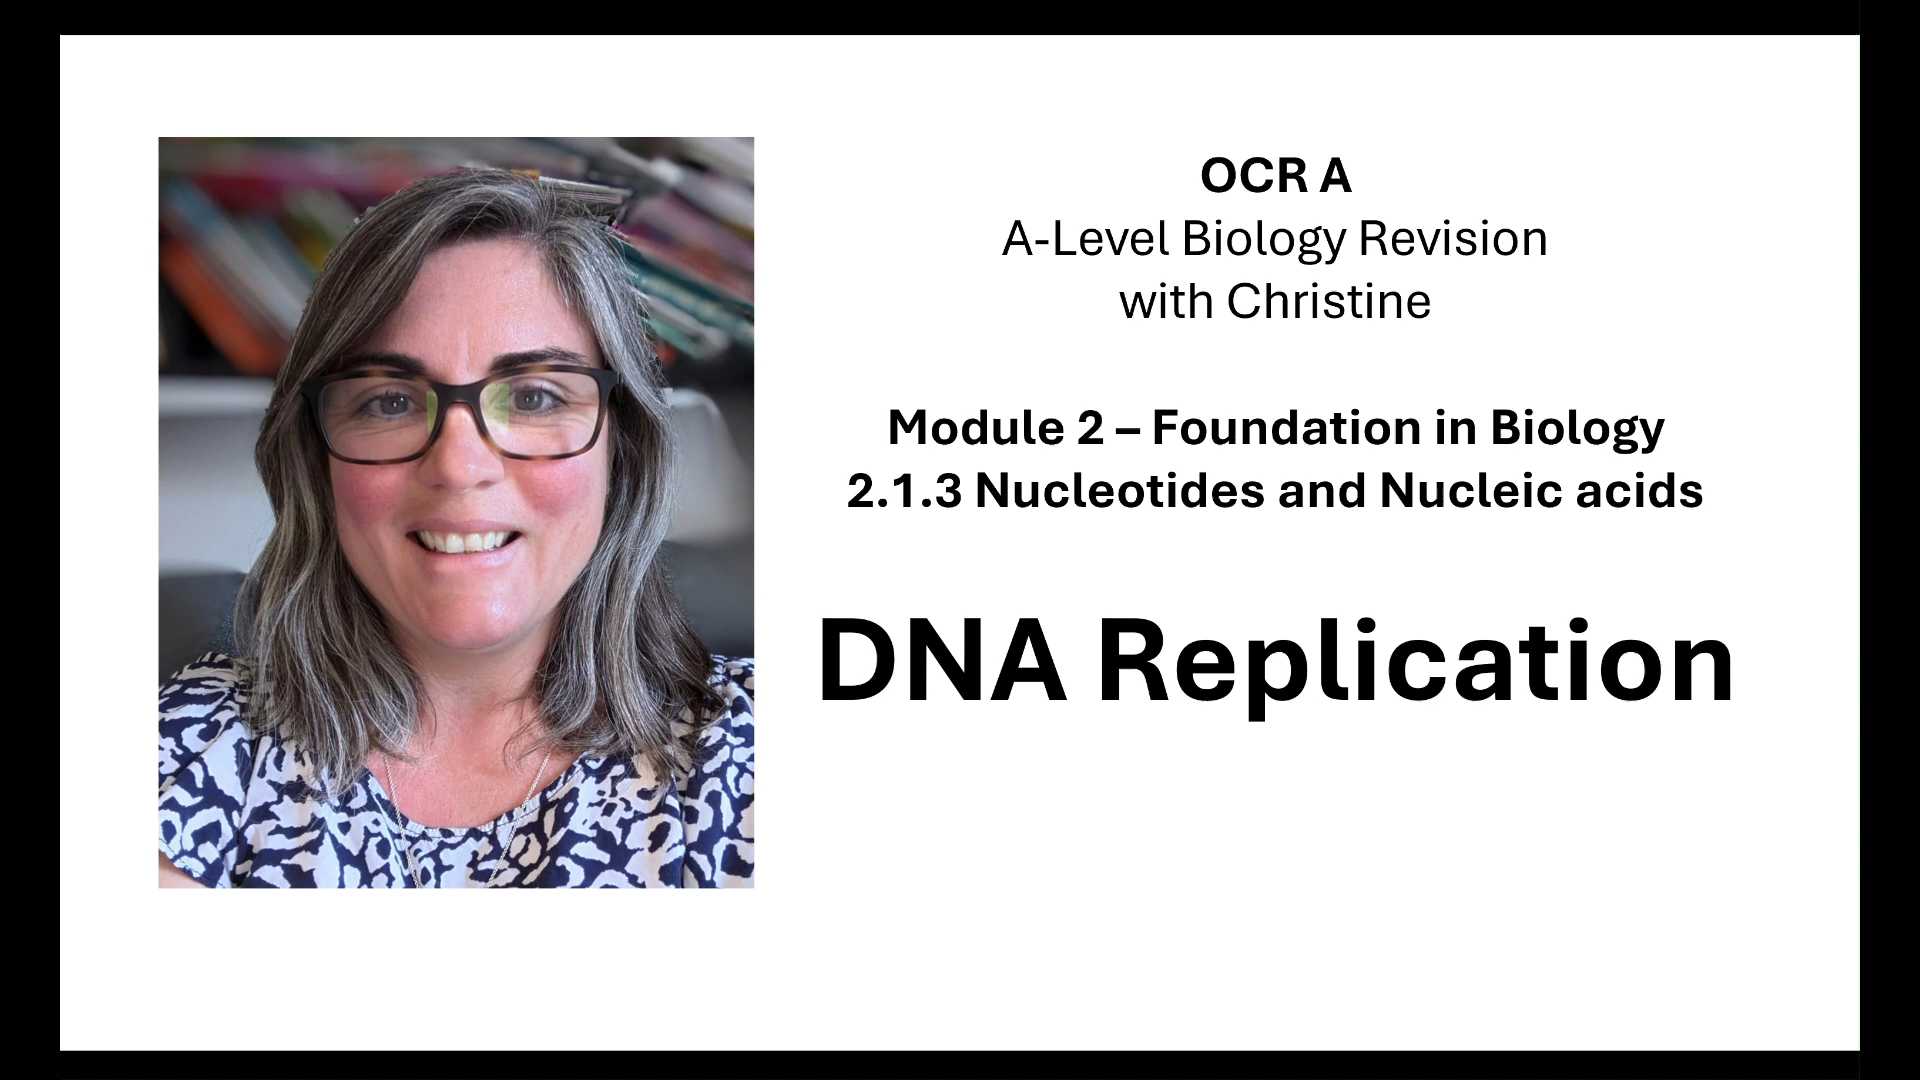 OCR A
A-Level Biology Revision
with Christine
Module 2 – Foundation in Biology
2.1.3 Nucleotides and Nucleic acids
DNA Replication